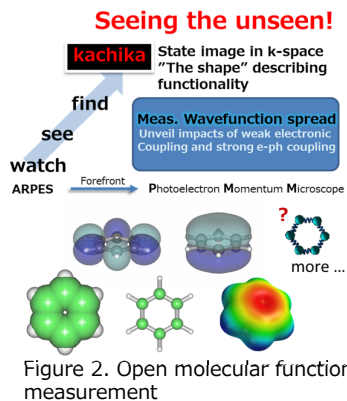 Seeing the unseen!
kachika
State image in k-space
"The shape" describing
functionality
find
see
watch
Meas. Wavefunction spread
Unveil impacts of weak electronic
Coupling and strong e-ph coupling
ARPES
Forefront
Photoelectron Momentum Microscope
?
more ...
Figure 2. Open molecular function
measurement